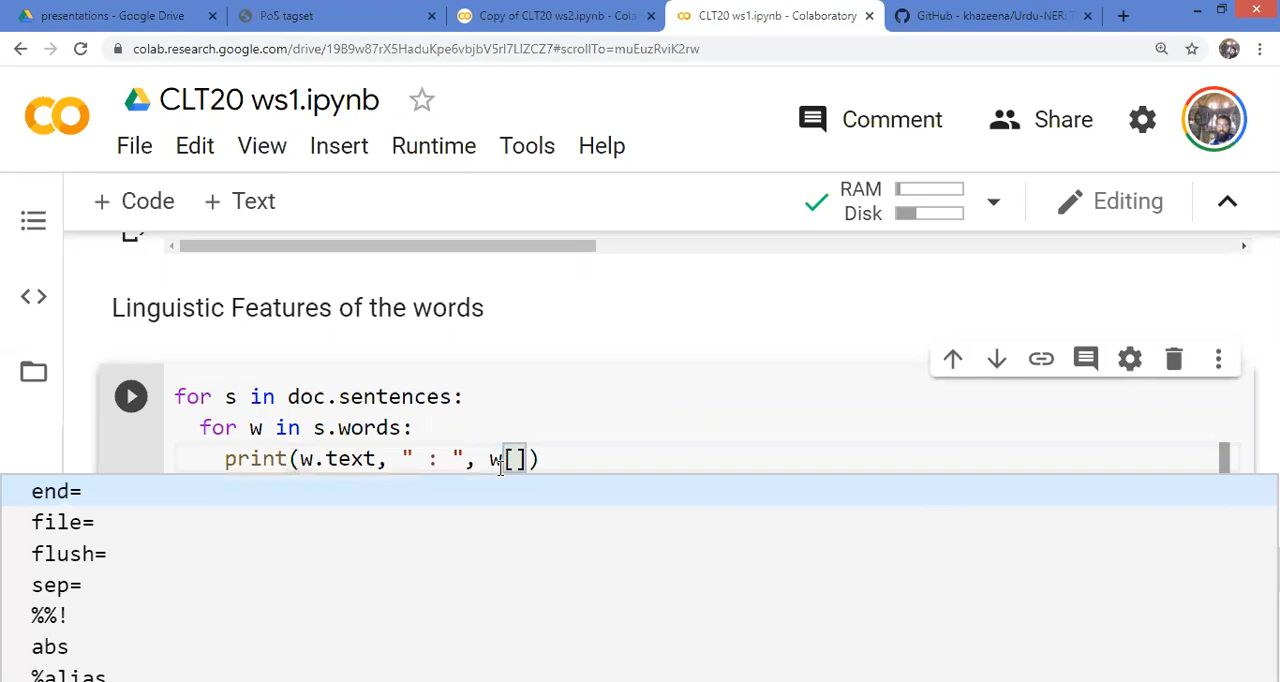 presentations - Google Drive
PoS tagset
Copy of CLT20 ws2.ipynb - Cola
CLT20 ws1.ipynb - Colaboratory
GitHub - khazeena/Urdu-NER: T
colab.research.google.com/drive/19B9w87rX5HaduKpe6vbjbV5rI7LIZCZ7#scrollTo=muEuzRviK2rw
CLT20 ws1.ipynb
Comment
Share
File Edit View Insert Runtime Tools Help
+ Code + Text
RAM
Disk
Editing
Linguistic Features of the words
for s in doc.sentences:
for w in s.words:
print(w.text, " : ", w[])
end=
file=
flush=
sep=
%%!
abs
%alias